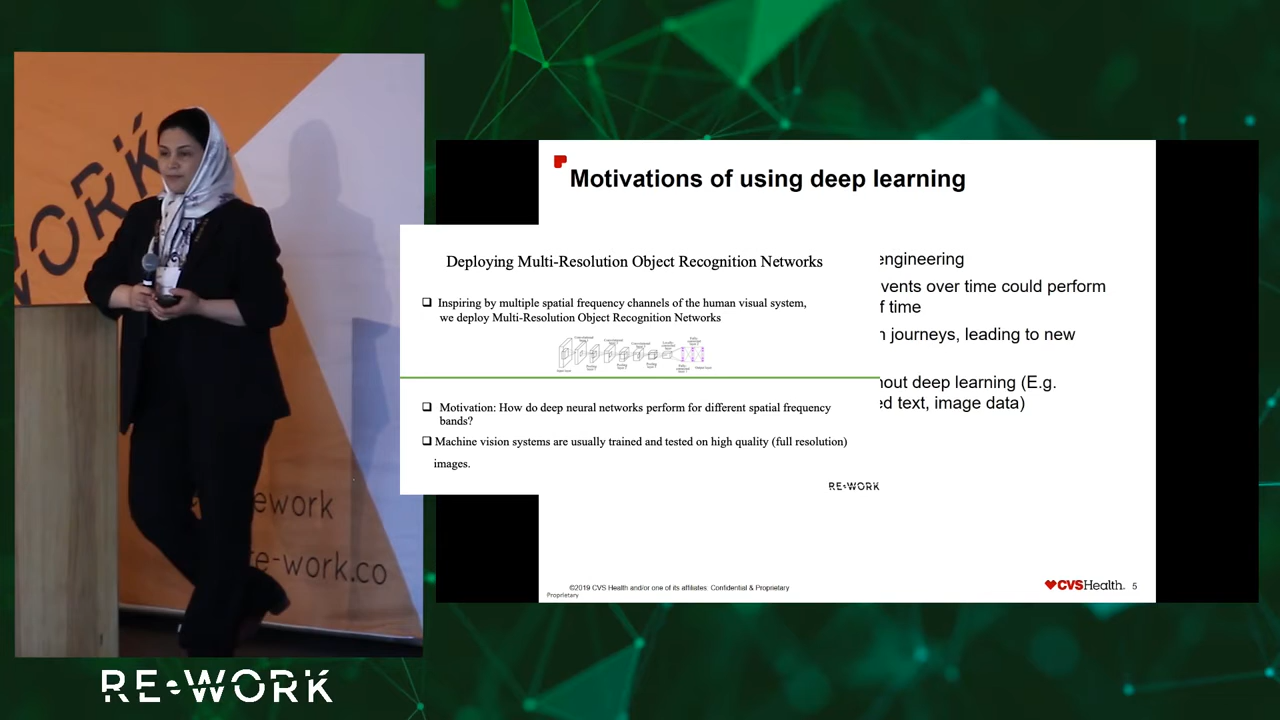 WORK
ework
re-work.co
RE•WORK
Motivations of using deep learning
engineering
vents over time could perform
f time
n journeys, leading to new
hout deep learning (E.g.
ed text, image data)
Deploying Multi-Resolution Object Recognition Networks
❑ Inspiring by multiple spatial frequency channels of the human visual system,
we deploy Multi-Resolution Object Recognition Networks
❑ Motivation: How do deep neural networks perform for different spatial frequency
bands?
❑ Machine vision systems are usually trained and tested on high quality (full resolution)
images.
RE•WORK
©2019 CVS Health and/or one of its affiliates: Confidential & Proprietary
Proprietary
CVSHealth. 5